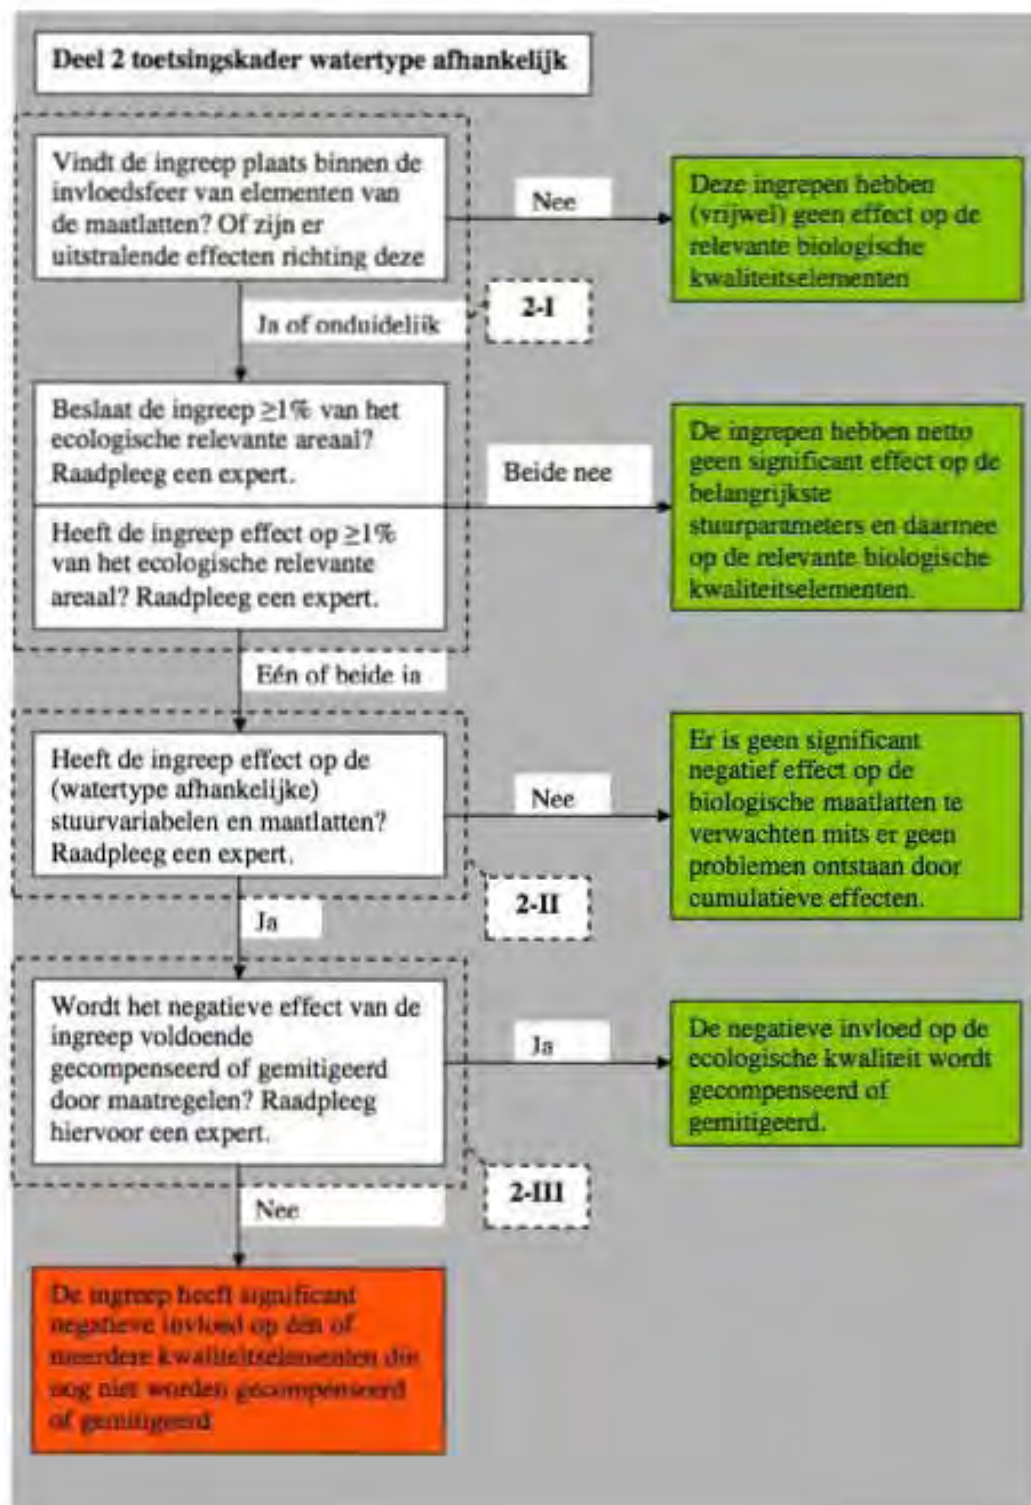 Deel 2 toetsingskader watertype afhankelijk
Vindt de ingreep plaats binnen de
invloedsfeer van elementen van
de maatlatten? Of zijn er
uitstralende effecten richting deze
Nee
Deze ingrepen hebben
(vrijwel) geen effect op de
relevante biologische
kwaliteitselementen
Ja of onduidelijk
2-I
Beslaat de ingreep ≥1% van het
ecologische relevante areaal?
Raadpleeg een expert.
Heeft de ingreep effect op ≥1%
van het ecologische relevante
areaal? Raadpleeg een expert.
Beide nee
De ingrepen hebben netto
geen significant effect op de
belangrijkste
stuurparameters en daarmee
op de relevante biologische
kwaliteitselementen.
Eén of beide ja
Heeft de ingreep effect op de
(watertype afhankelijke)
stuurvariabelen en maatlatten?
Raadpleeg een expert.
Nee
Er is geen significant
negatief effect op de
biologische maatlatten te
verwachten mits er geen
problemen ontstaan door
cumulatieve effecten.
2-II
Ja
Wordt het negatieve effect van de
ingreep voldoende
gecompenseerd of gemitigeerd
door maatregelen? Raadpleeg
hiervoor een expert.
Ja
De negatieve invloed op de
ecologische kwaliteit wordt
gecompenseerd of
gemitigeerd.
2-III
Nee
De ingreep heeft significant
negatieve invloed op één of
meerdere kwaliteitselementen die
nog niet worden gecompenseerd
of gemitigeerd